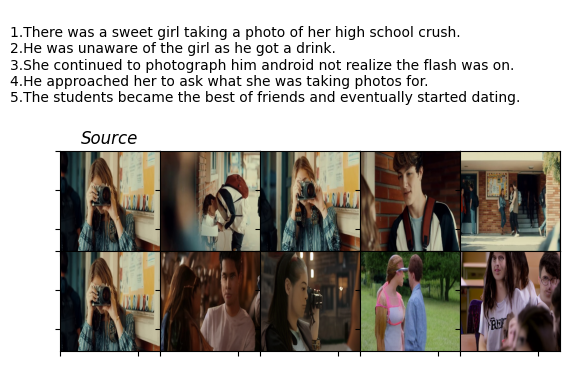 1.There was a sweet girl taking a photo of her high school crush.
2.He was unaware of the girl as he got a drink.
3.She continued to photograph him android not realize the flash was on.
4.He approached her to ask what she was taking photos for.
5.The students became the best of friends and eventually started dating.
Source